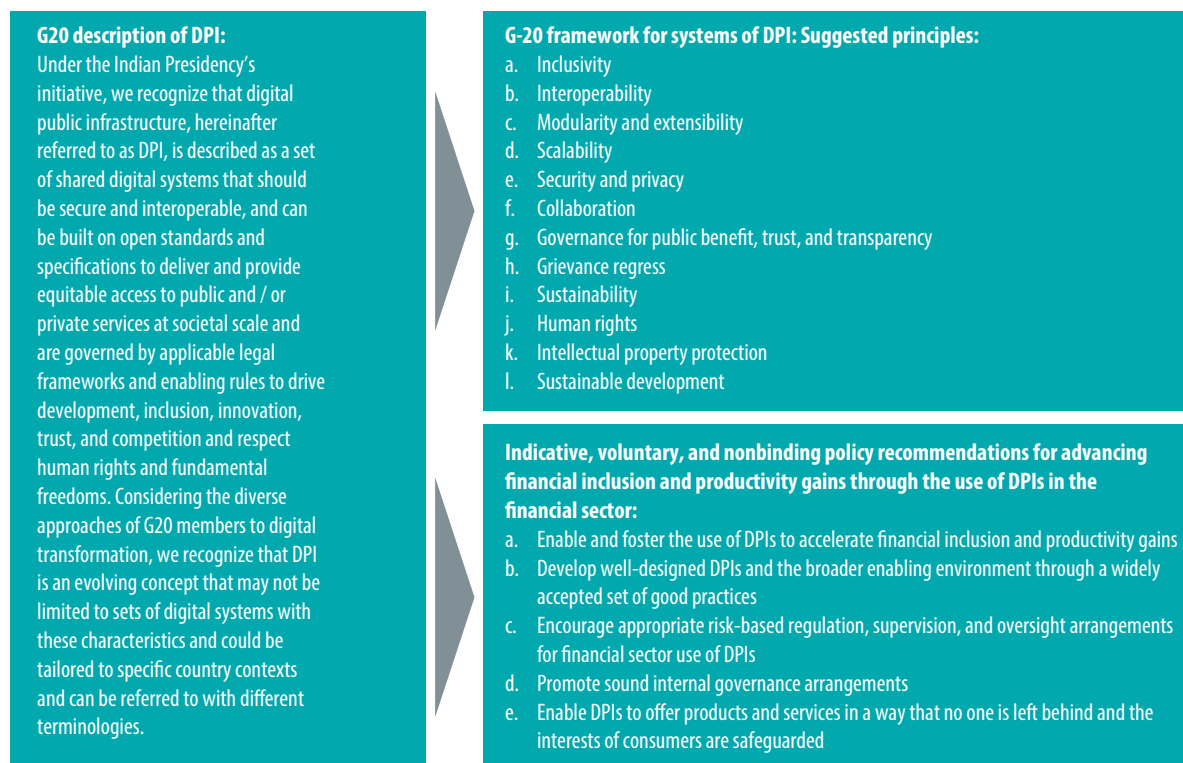 G20 description of DPI:
Under the Indian Presidency's
initiative, we recognize that digital
public infrastructure, hereinafter
referred to as DPI, is described as a set
of shared digital systems that should
be secure and interoperable, and can
be built on open standards and
specifications to deliver and provide
equitable access to public and / or
private services at societal scale and
are governed by applicable legal
frameworks and enabling rules to drive
development, inclusion, innovation,
trust, and competition and respect
human rights and fundamental
freedoms. Considering the diverse
approaches of G20 members to digital
transformation, we recognize that DPI
is an evolving concept that may not be
limited to sets of digital systems with
these characteristics and could be
tailored to specific country contexts
and can be referred to with different
terminologies.
G-20 framework for systems of DPI: Suggested principles:
a. Inclusivity
b. Interoperability
c. Modularity and extensibility
d. Scalability
e. Security and privacy
f. Collaboration
g. Governance for public benefit, trust, and transparency
h. Grievance regress
i. Sustainability
j. Human rights
k. Intellectual property protection
l. Sustainable development
Indicative, voluntary, and nonbinding policy recommendations for advancing
financial inclusion and productivity gains through the use of DPIs in the
financial sector:
a. Enable and foster the use of DPIs to accelerate financial inclusion and productivity gains
b. Develop well-designed DPIs and the broader enabling environment through a widely
accepted set of good practices
c. Encourage appropriate risk-based regulation, supervision, and oversight arrangements
for financial sector use of DPIs
d. Promote sound internal governance arrangements
e. Enable DPIs to offer products and services in a way that no one is left behind and the
interests of consumers are safeguarded